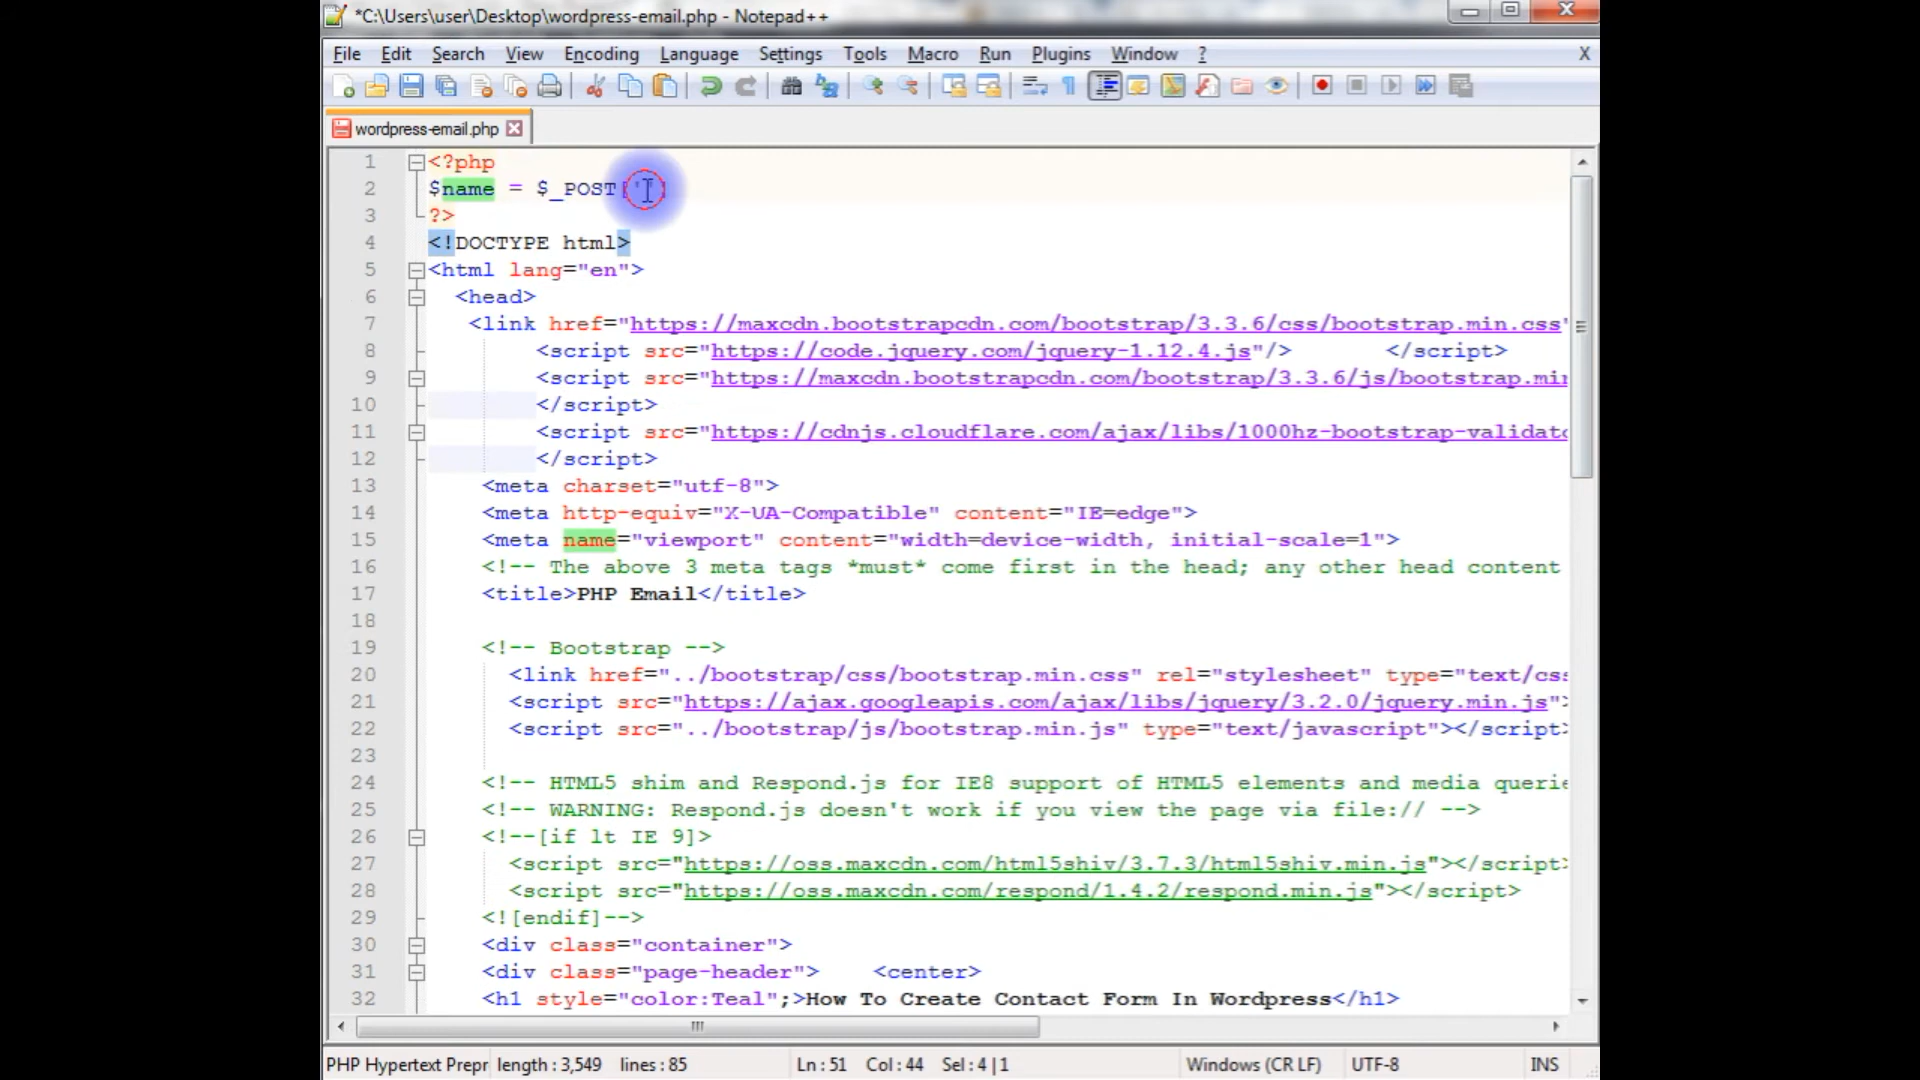 *C:\Users\user\Desktop\wordpress-email.php - Notepad++
File Edit Search View Encoding Language Settings Tools Macro Run Plugins Window ? X
wordpress-email.php
1 <?php
2 $name = $_POST['']
3 ?>
4 <!DOCTYPE html>
5 <html lang="en">
6 <head>
7 <link href="https://maxcdn.bootstrapcdn.com/bootstrap/3.3.6/css/bootstrap.min.css"
8 <script src="https://code.jquery.com/jquery-1.12.4.js"/> </script>
9 <script src="https://maxcdn.bootstrapcdn.com/bootstrap/3.3.6/js/bootstrap.min
10 </script>
11 <script src="https://cdnjs.cloudflare.com/ajax/libs/1000hz-bootstrap-validato
12 </script>
13 <meta charset="utf-8">
14 <meta http-equiv="X-UA-Compatible" content="IE=edge">
15 <meta name="viewport" content="width=device-width, initial-scale=1">
16 <!-- The above 3 meta tags *must* come first in the head; any other head content
17 <title>PHP Email</title>
18
19 <!-- Bootstrap -->
20 <link href="../bootstrap/css/bootstrap.min.css" rel="stylesheet" type="text/css
21 <script src="https://ajax.googleapis.com/ajax/libs/jquery/3.2.0/jquery.min.js">
22 <script src="../bootstrap/js/bootstrap.min.js" type="text/javascript"></script>
23
24 <!-- HTML5 shim and Respond.js for IE8 support of HTML5 elements and media querie
25 <!-- WARNING: Respond.js doesn't work if you view the page via file:// -->
26 <!--[if lt IE 9]>
27 <script src="https://oss.maxcdn.com/html5shiv/3.7.3/html5shiv.min.js"></script>
28 <script src="https://oss.maxcdn.com/respond/1.4.2/respond.min.js"></script>
29 <![endif]-->
30 <div class="container">
31 <div class="page-header"> <center>
32 <h1 style="color:Teal";>How To Create Contact Form In Wordpress</h1>
PHP Hypertext Prepr length : 3,549 lines : 85 Ln : 51 Col : 44 Sel : 4 | 1 Windows (CR LF) UTF-8 INS